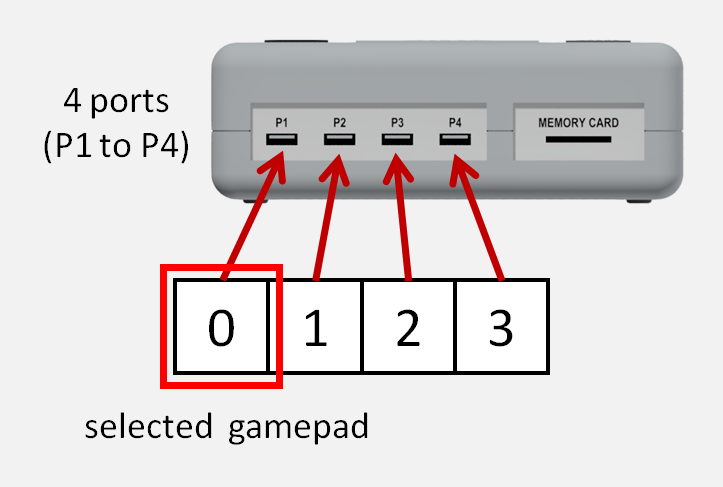 4 ports
(P1 to P4)
P1 P2 P3 P4 MEMORY CARD
0 1 2 3
selected gamepad